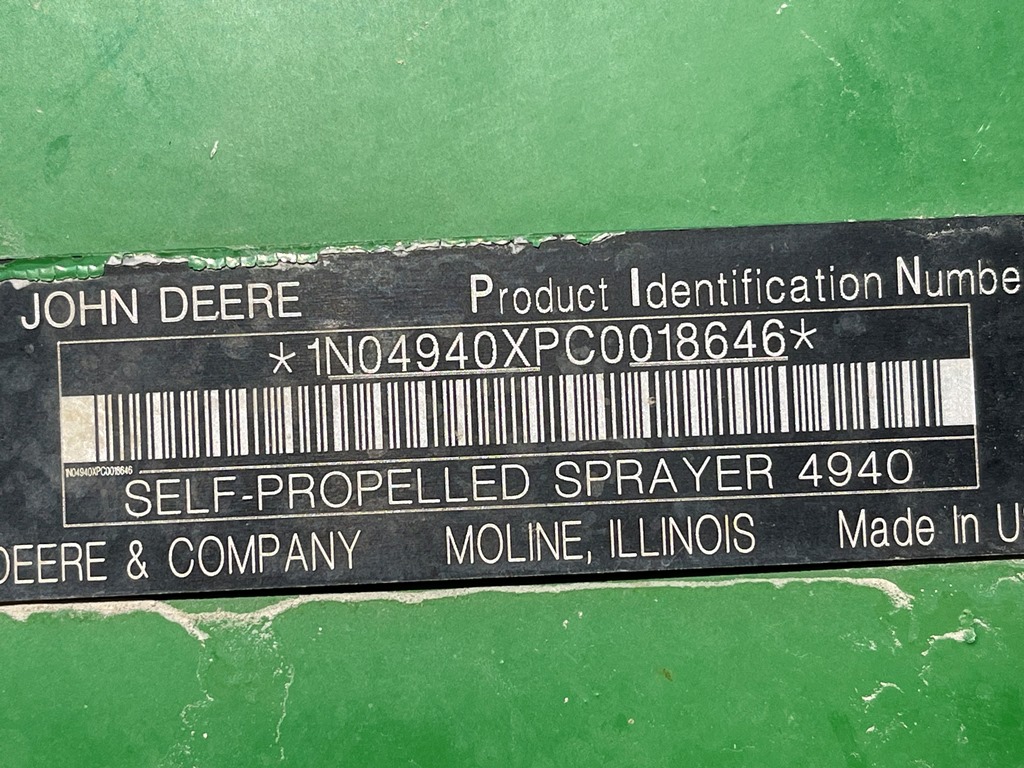 JOHN DEERE Product Identification Numbe
*1N04940XPC0018646*
1N04940XPC0018646
SELF-PROPELLED SPRAYER 4940
DEERE & COMPANY MOLINE, ILLINOIS Made In U